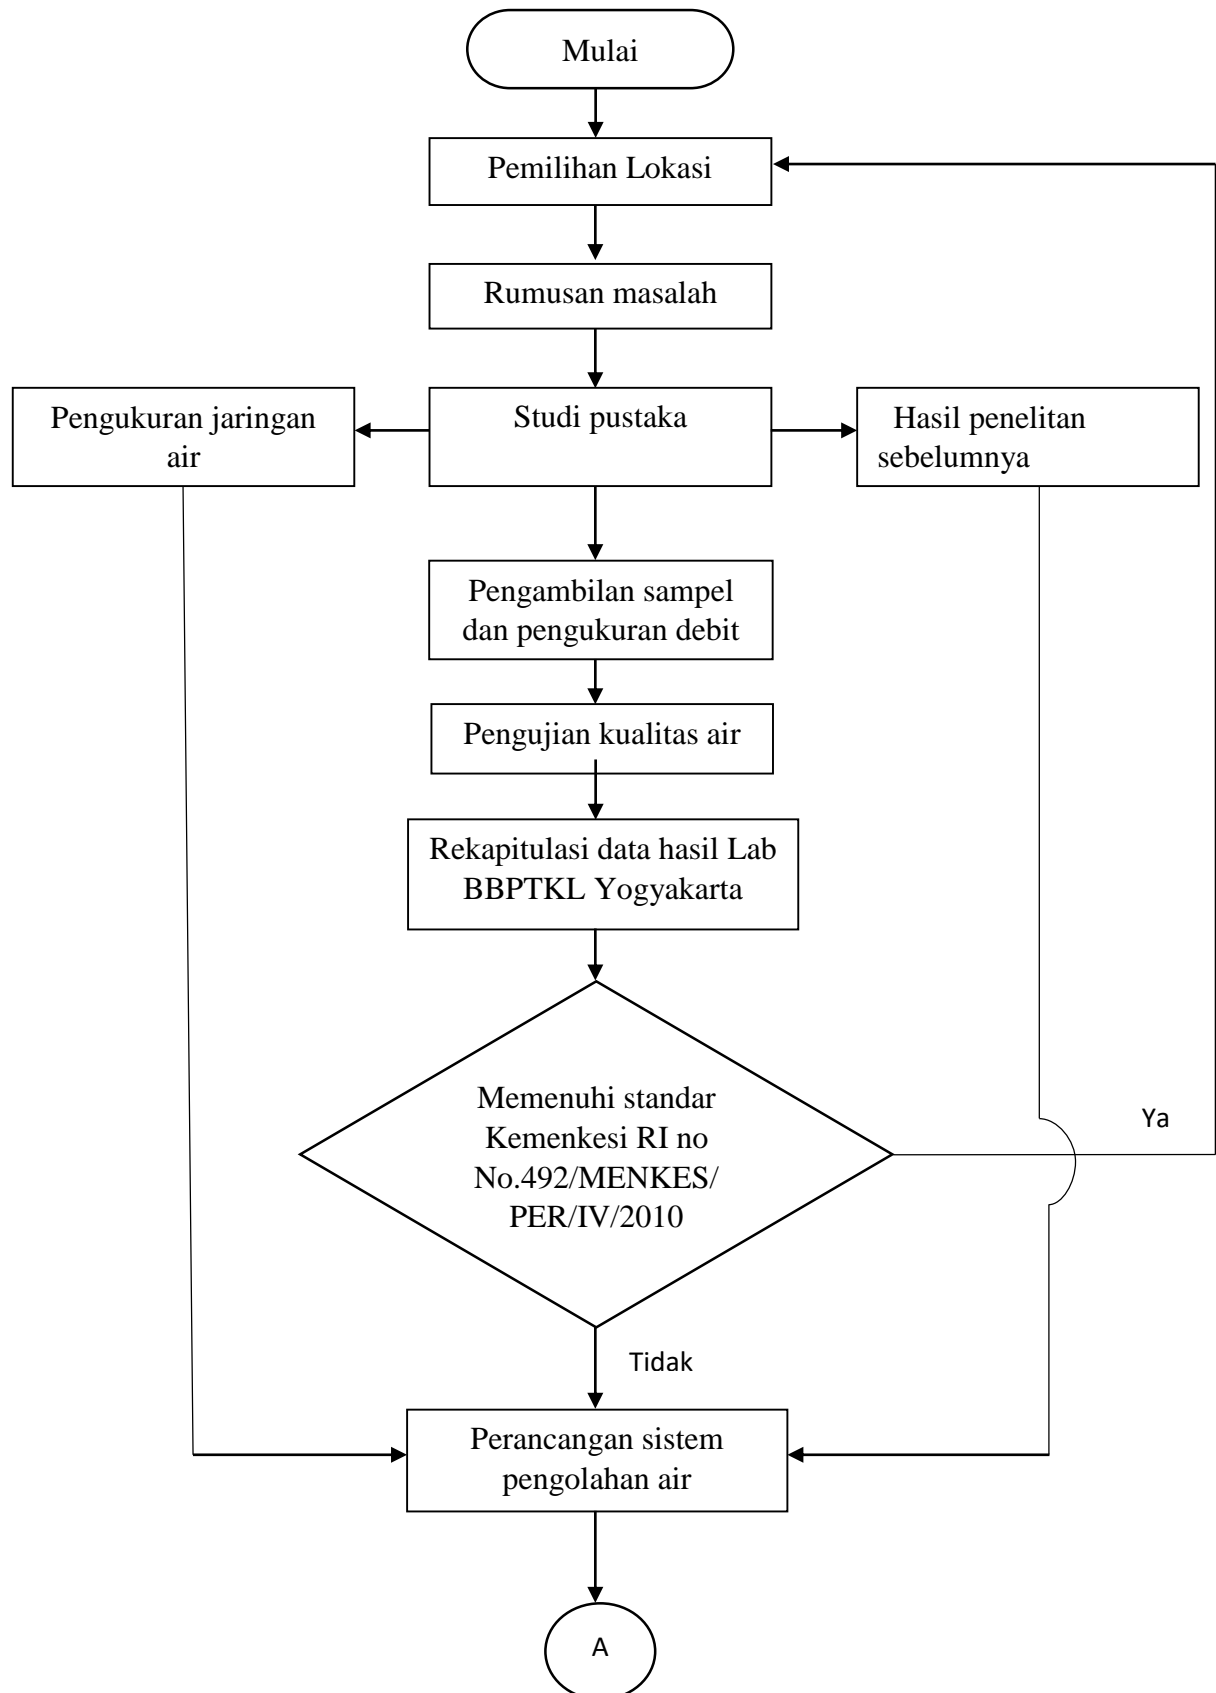 Mulai
Pemilihan Lokasi
Rumusan masalah
Pengukuran jaringan
air
Studi pustaka
Hasil penelitan
sebelumnya
Pengambilan sampel
dan pengukuran debit
Pengujian kualitas air
Rekapitulasi data hasil Lab
BBPTKL Yogyakarta
Memenuhi standar
Kemenkesi RI no
No.492/MENKES/
PER/IV/2010
Ya
Tidak
Perancangan sistem
pengolahan air
A